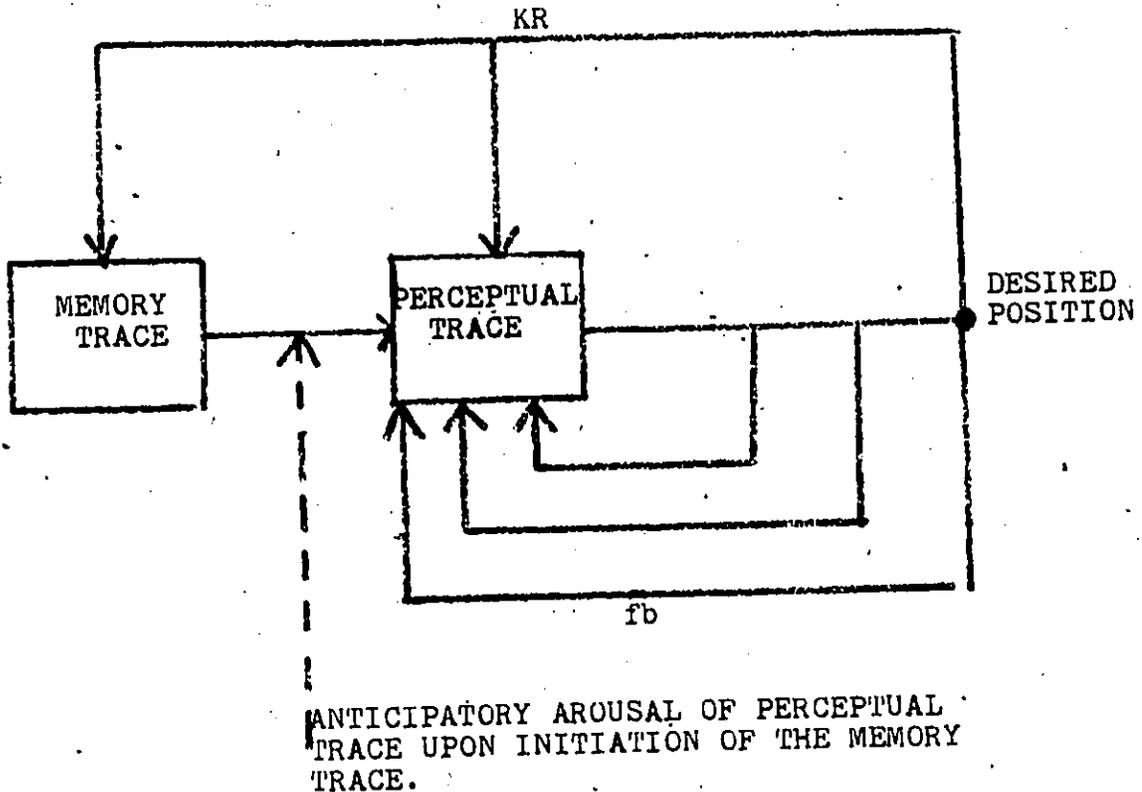 KR
MEMORY
TRACE
PERCEPTUAL
TRACE
DESIRED
POSITION
fb
ANTICIPATORY AROUSAL OF PERCEPTUAL
TRACE UPON INITIATION OF THE MEMORY
TRACE.